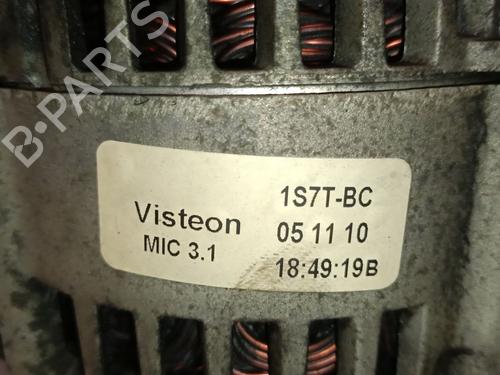 B-PARTS
Visteon
MIC 3.1
1S7T-BC
05 11 10
18:49:19B